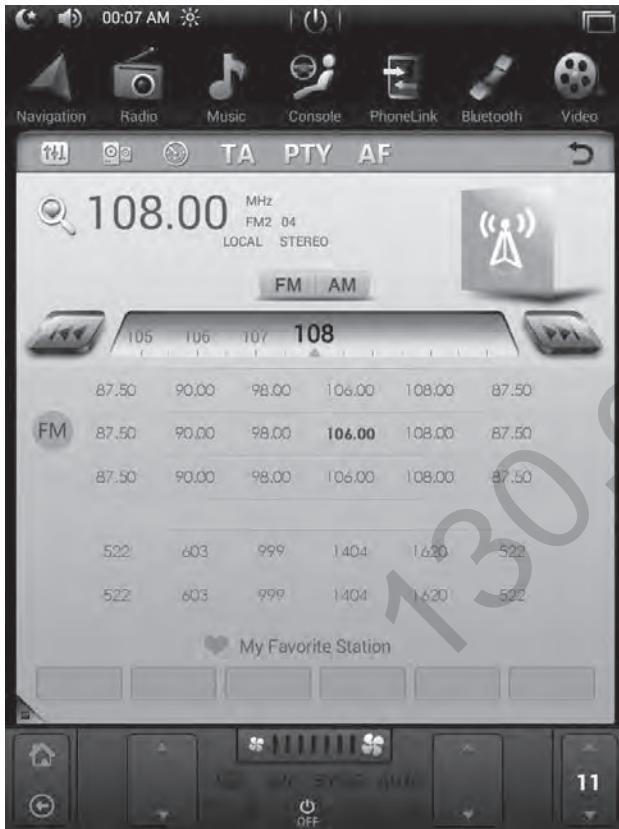 00:07 AM
Navigation Radio Music Console PhoneLink Bluetooth Video
TA PTY AF
108.00 MHz
FM2 04
LOCAL STEREO
FM AM
105 106 107 108
87.50 90.00 98.00 106.00 108.00 87.50
FM 87.50 90.00 98.00 106.00 108.00 87.50
87.50 90.00 98.00 106.00 108.00 87.50
522 603 999 1404 1620 522
522 603 999 1404 1620 522
My Favorite Station
11
OFF